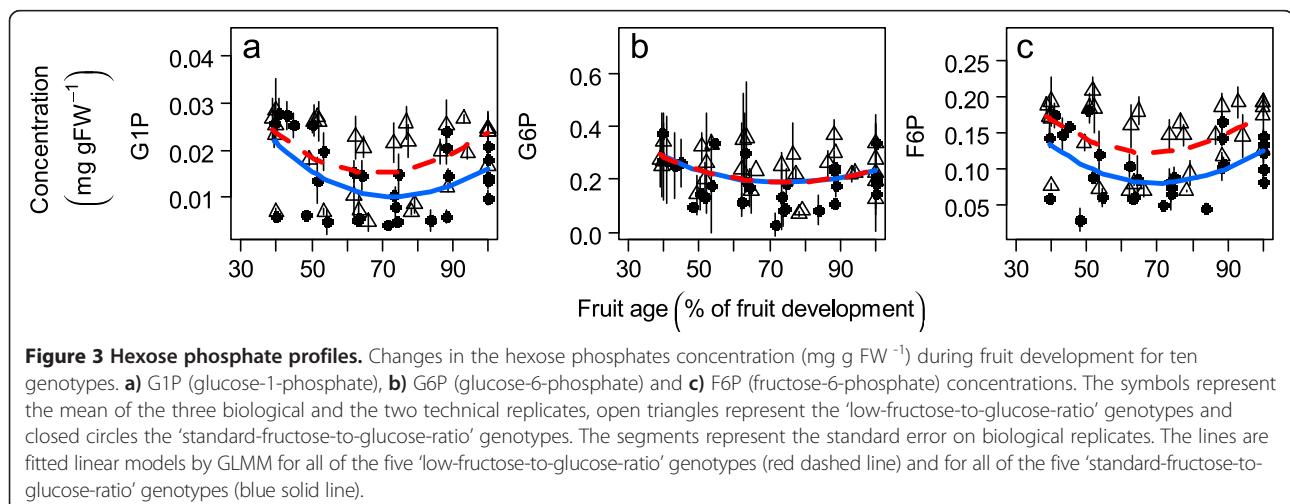 a
b
c
Concentration
(mg gFW⁻¹)
G1P
0.04
0.03
0.02
0.01
G6P
0.6
0.4
0.2
0.0
F6P
0.25
0.20
0.15
0.10
0.05
30 50 70 90
30 50 70 90
30 50 70 90
Fruit age (% of fruit development)
Figure 3 Hexose phosphate profiles. Changes in the hexose phosphates concentration (mg g FW ⁻¹) during fruit development for ten
genotypes. a) G1P (glucose-1-phosphate), b) G6P (glucose-6-phosphate) and c) F6P (fructose-6-phosphate) concentrations. The symbols represent
the mean of the three biological and the two technical replicates, open triangles represent the ‘low-fructose-to-glucose-ratio’ genotypes and
closed circles the ‘standard-fructose-to-glucose-ratio’ genotypes. The segments represent the standard error on biological replicates. The lines are
fitted linear models by GLMM for all of the five ‘low-fructose-to-glucose-ratio’ genotypes (red dashed line) and for all of the five ‘standard-fructose-to-
glucose-ratio’ genotypes (blue solid line).